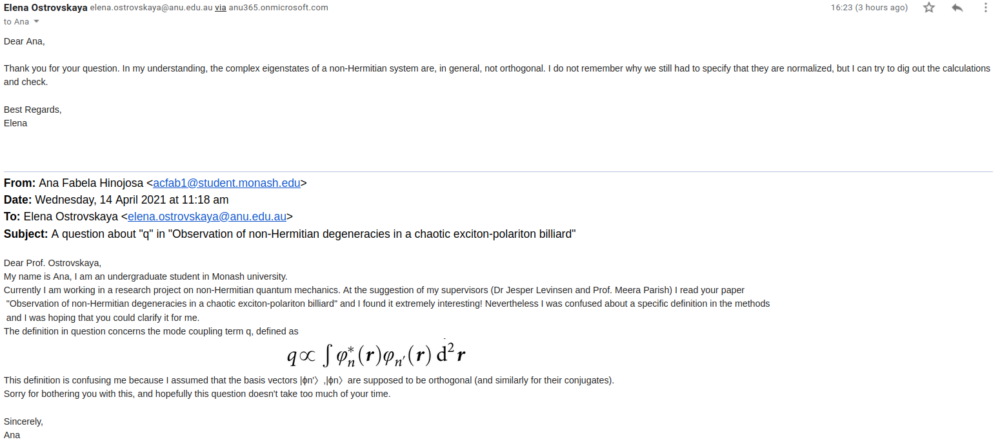 Elena Ostrovskaya elena.ostrovskaya@anu.edu.au via anu365.onmicrosoft.com 16:23 (3 hours ago)
to Ana
Dear Ana,
Thank you for your question. In my understanding, the complex eigenstates of a non-Hermitian system are, in general, not orthogonal. I do not remember why we still had to specify that they are normalized, but I can try to dig out the calculations
and check.
Best Regards,
Elena
From: Ana Fabela Hinojosa <acfab1@student.monash.edu>
Date: Wednesday, 14 April 2021 at 11:18 am
To: Elena Ostrovskaya <elena.ostrovskaya@anu.edu.au>
Subject: A question about "q" in "Observation of non-Hermitian degeneracies in a chaotic exciton-polariton billiard"
Dear Prof. Ostrovskaya,
My name is Ana, I am an undergraduate student in Monash university.
Currently I am working in a research project on non-Hermitian quantum mechanics. At the suggestion of my supervisors (Dr Jesper Levinsen and Prof. Meera Parish) I read your paper
"Observation of non-Hermitian degeneracies in a chaotic exciton-polariton billiard" and I found it extremely interesting! Nevertheless I was confused about a specific definition in the methods
and I was hoping that you could clarify it for me.
The definition in question concerns the mode coupling term q, defined as
q ∝ ∫ φ*ₙ(r)φₙ′(r) d²r
This definition is confusing me because I assumed that the basis vectors |ϕn'〉,|ϕn〉 are supposed to be orthogonal (and similarly for their conjugates).
Sorry for bothering you with this, and hopefully this question doesn't take too much of your time.
Sincerely,
Ana